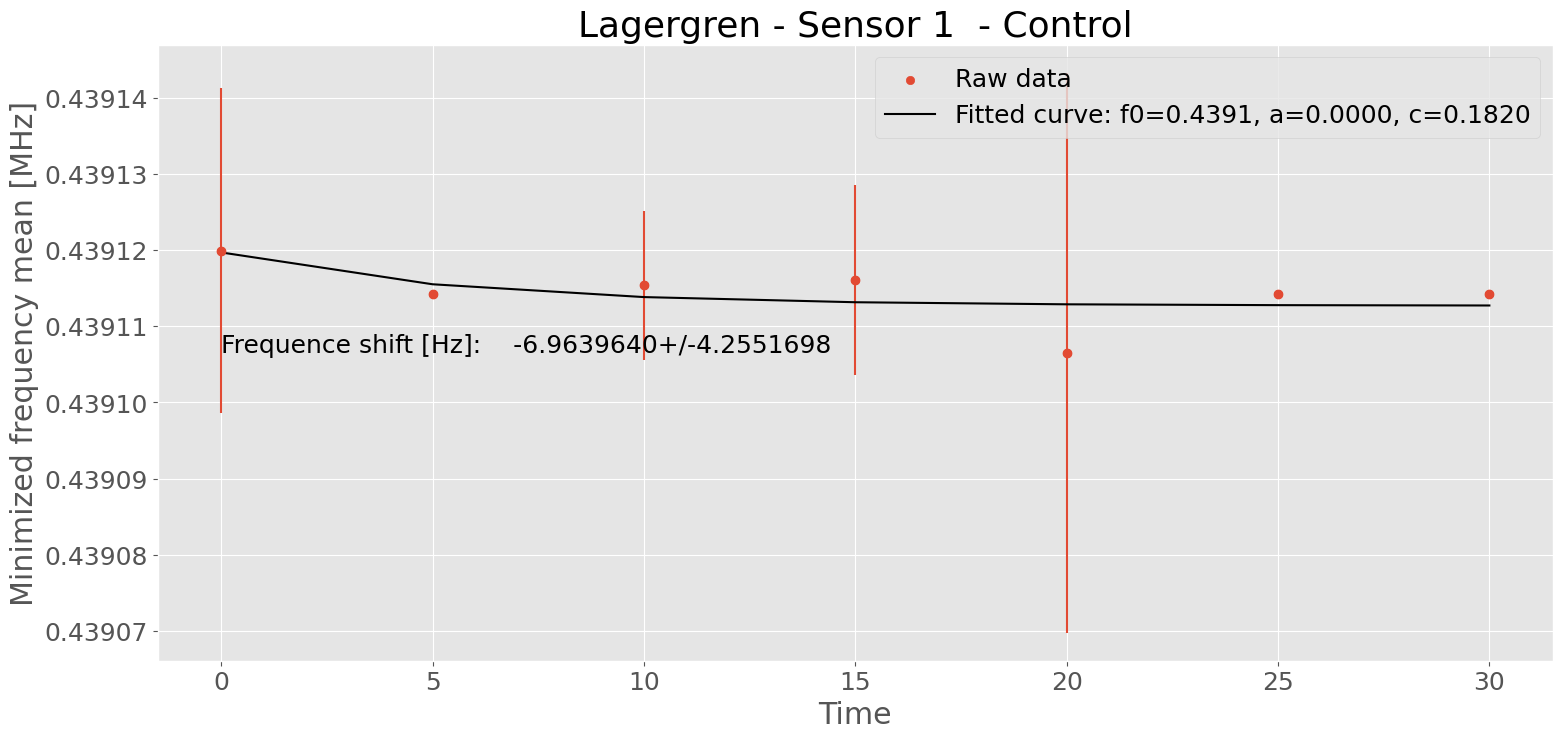 Lagergren - Sensor 1  - Control
Minimized frequency mean [MHz]
0.43914
0.43913
0.43912
0.43911
0.43910
0.43909
0.43908
0.43907
Raw data
Fitted curve: f0=0.4391, a=0.0000, c=0.1820
Frequence shift [Hz]:    -6.9639640+/-4.2551698
0 5 10 15 20 25 30
Time